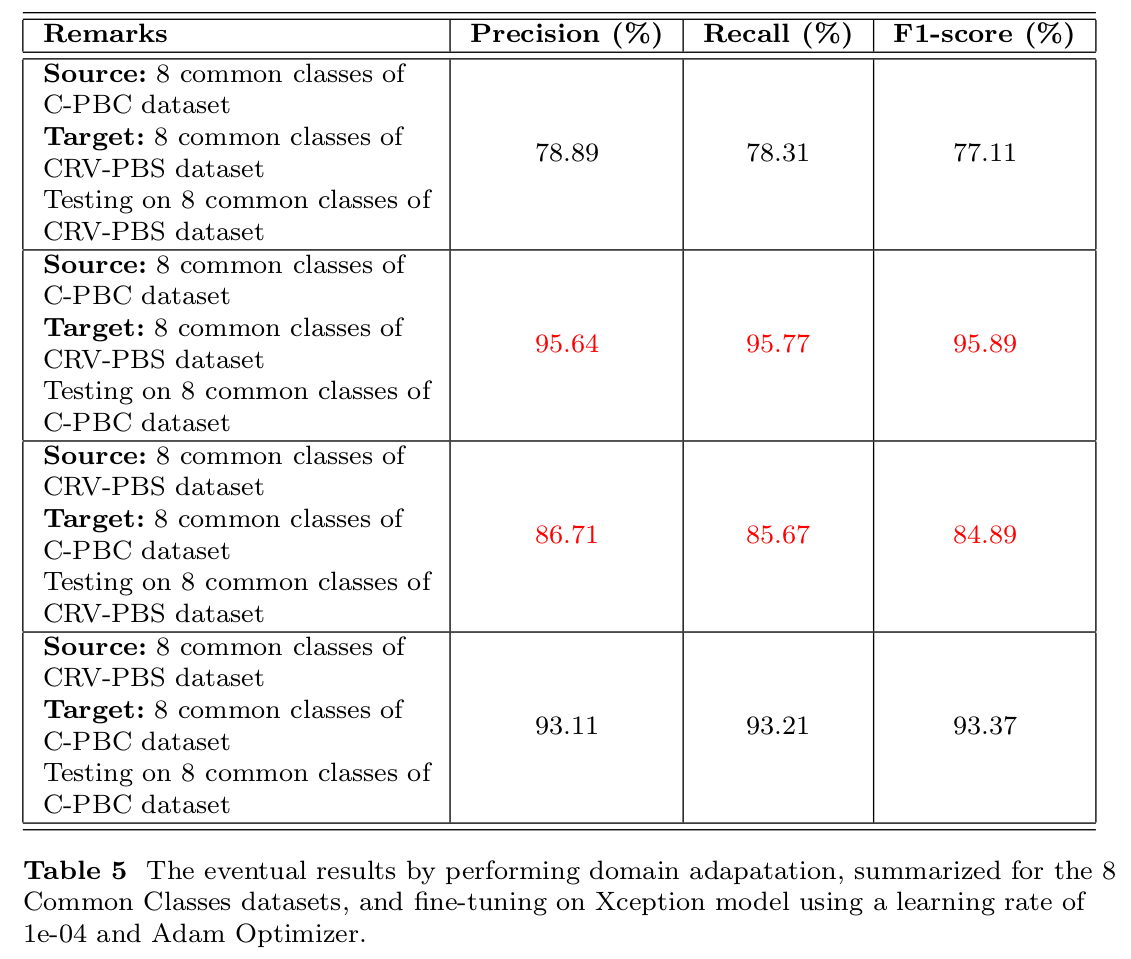 Remarks Precision (%) Recall (%) F1-score (%)
Source: 8 common classes of
C-PBC dataset
Target: 8 common classes of
CRV-PBS dataset
Testing on 8 common classes of
CRV-PBS dataset
78.89 78.31 77.11
Source: 8 common classes of
C-PBC dataset
Target: 8 common classes of
CRV-PBS dataset
Testing on 8 common classes of
C-PBC dataset
95.64 95.77 95.89
Source: 8 common classes of
CRV-PBS dataset
Target: 8 common classes of
C-PBC dataset
Testing on 8 common classes of
CRV-PBS dataset
86.71 85.67 84.89
Source: 8 common classes of
CRV-PBS dataset
Target: 8 common classes of
C-PBC dataset
Testing on 8 common classes of
C-PBC dataset
93.11 93.21 93.37
Table 5 The eventual results by performing domain adapatation, summarized for the 8
Common Classes datasets, and fine-tuning on Xception model using a learning rate of
1e-04 and Adam Optimizer.